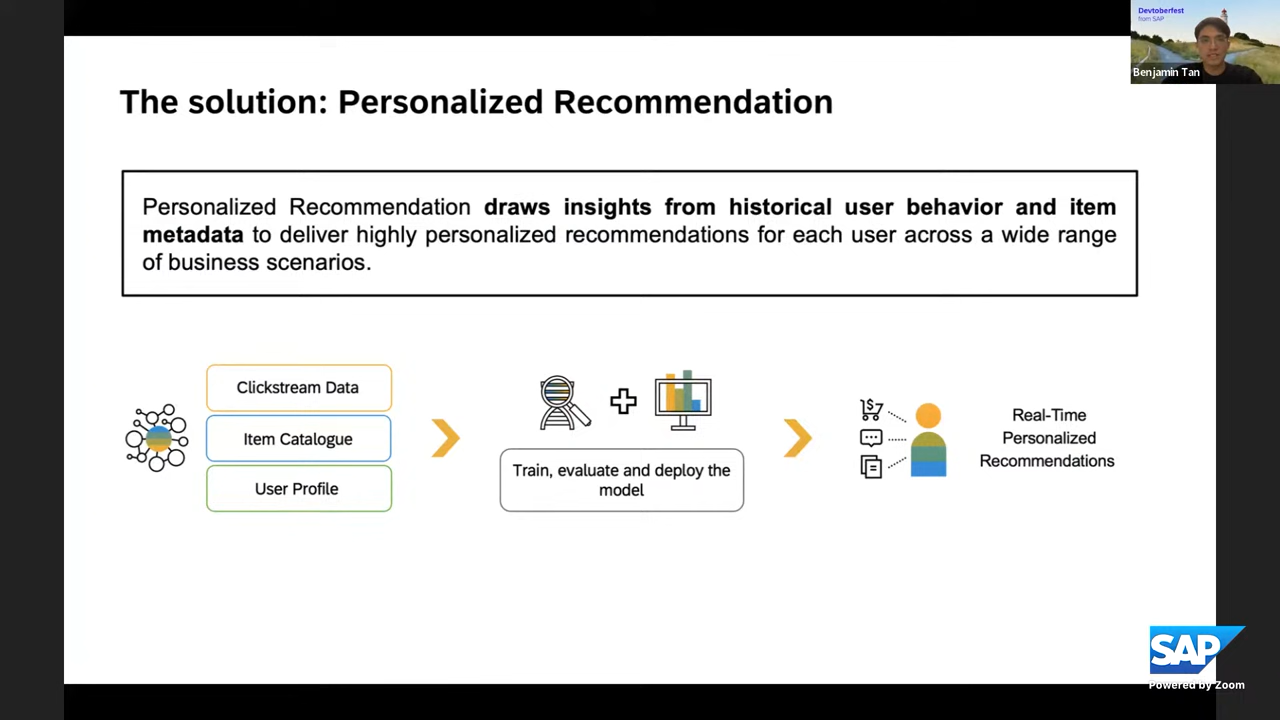 Devtoberfest
from SAP
Benjamin Tan
The solution: Personalized Recommendation
Personalized Recommendation draws insights from historical user behavior and item
metadata to deliver highly personalized recommendations for each user across a wide range
of business scenarios.
Clickstream Data
Item Catalogue
User Profile
Train, evaluate and deploy the
model
Real-Time
Personalized
Recommendations
SAP
Powered by Zoom